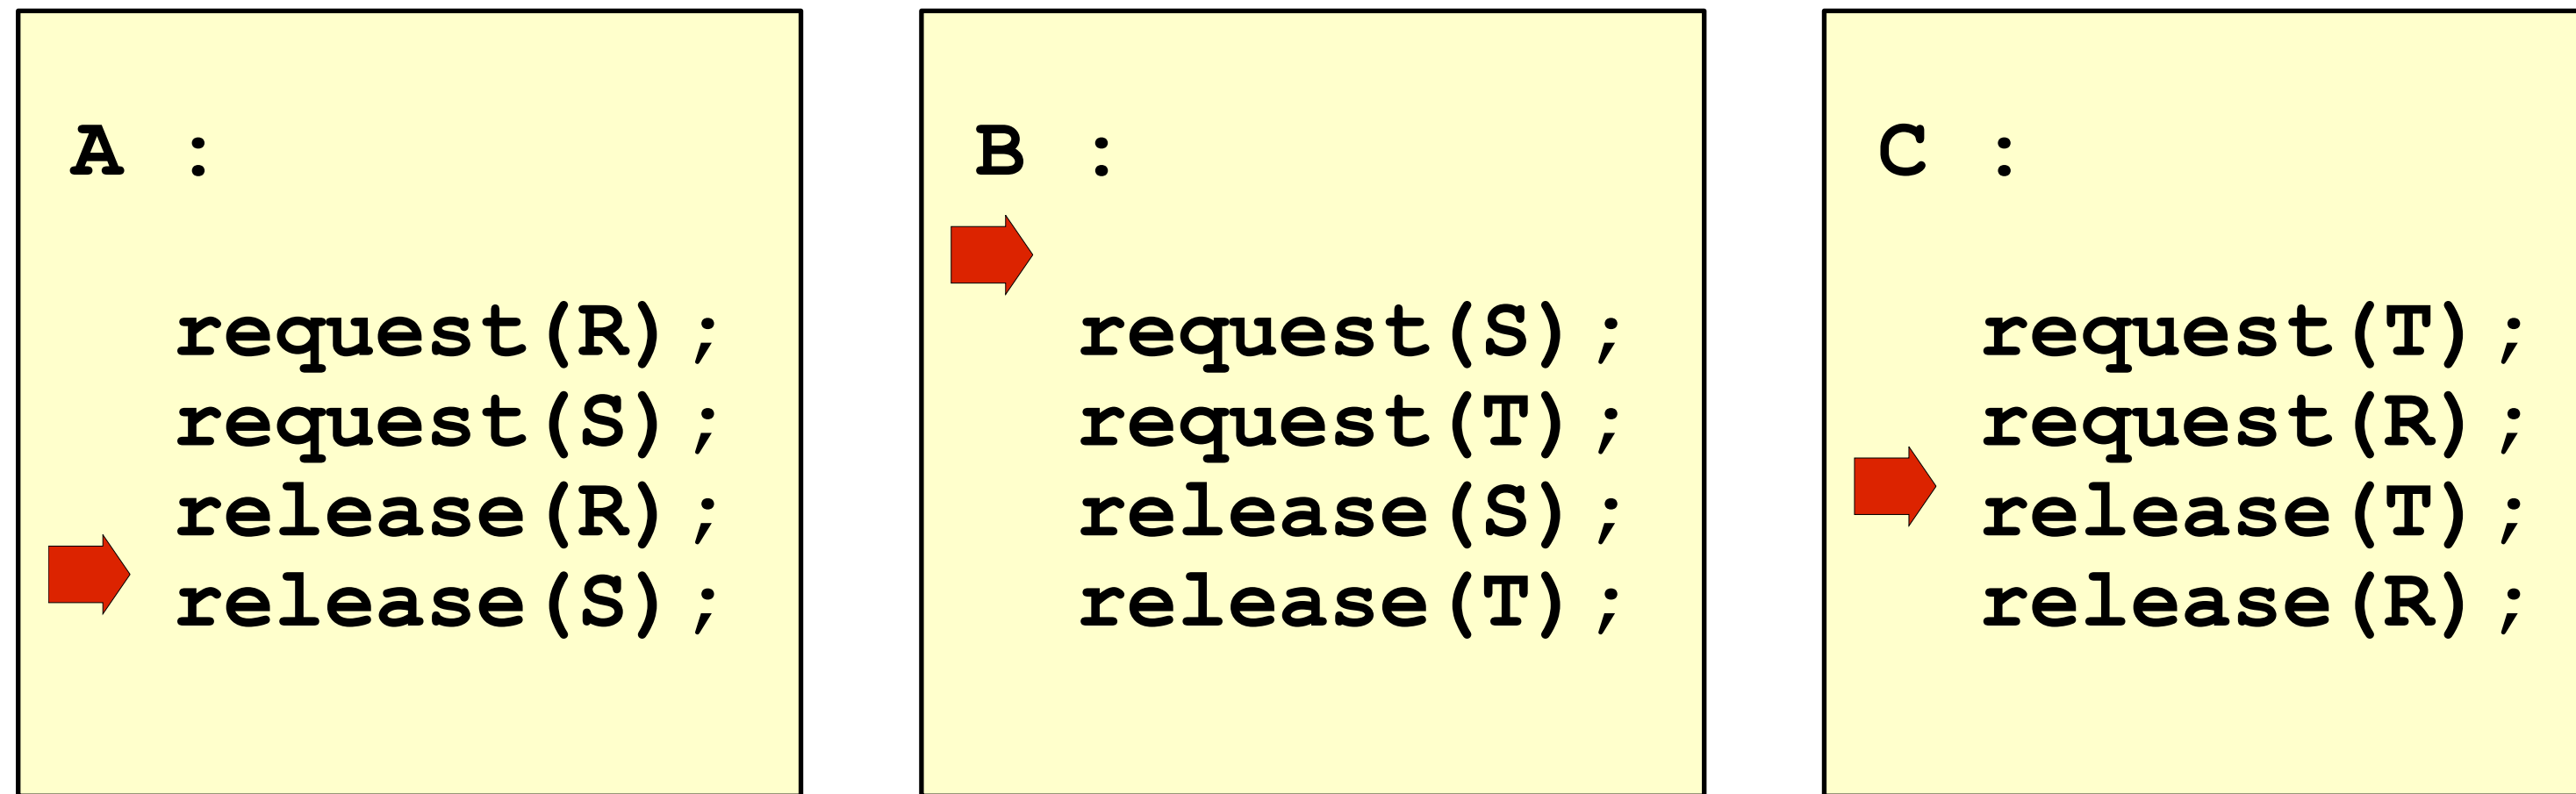 A :
request(R);
request(S);
release(R);
release(S);
B :
request(S);
request(T);
release(S);
release(T);
C :
request(T);
request(R);
release(T);
release(R);